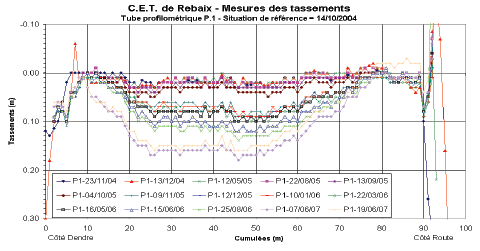 C.E.T. de Rebaix - Mesures des tassements
Tube profilométrique P.1 - Situation de référence = 14/10/2004
-0.10
0.00
0.10
0.20
0.30
Tassements (m)
P1-23/11/04 P1-13/12/04 P1-12/05/05 P1-22/08/05 P1-13/09/05
P1-04/10/05 P1-09/11/05 P1-12/12/05 P1-10/01/06 P1-22/03/06
P1-16/05/06 P1-15/06/06 P1-25/08/06 P1-07/06/07 P1-19/06/07
0 10 20 30 40 50 60 70 80 90 100
Côté Dendre Cumulées (m) Côté Route